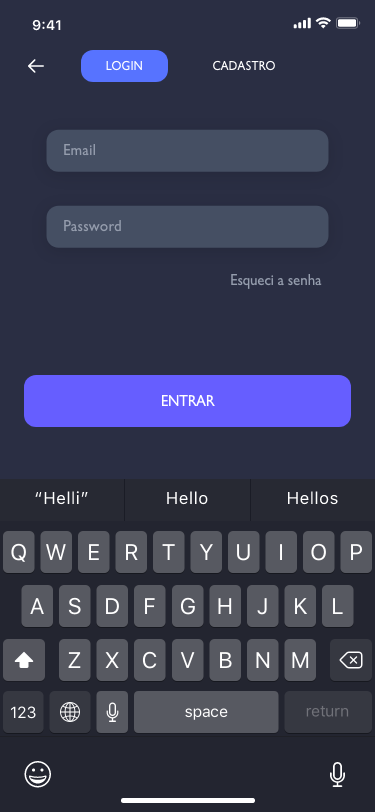 9:41
LOGIN CADASTRO
Email
Password
Esqueci a senha
ENTRAR
“Helli” Hello Hellos
Q W E R T Y U I O P
A S D F G H J K L
Z X C V B N M
123 space return